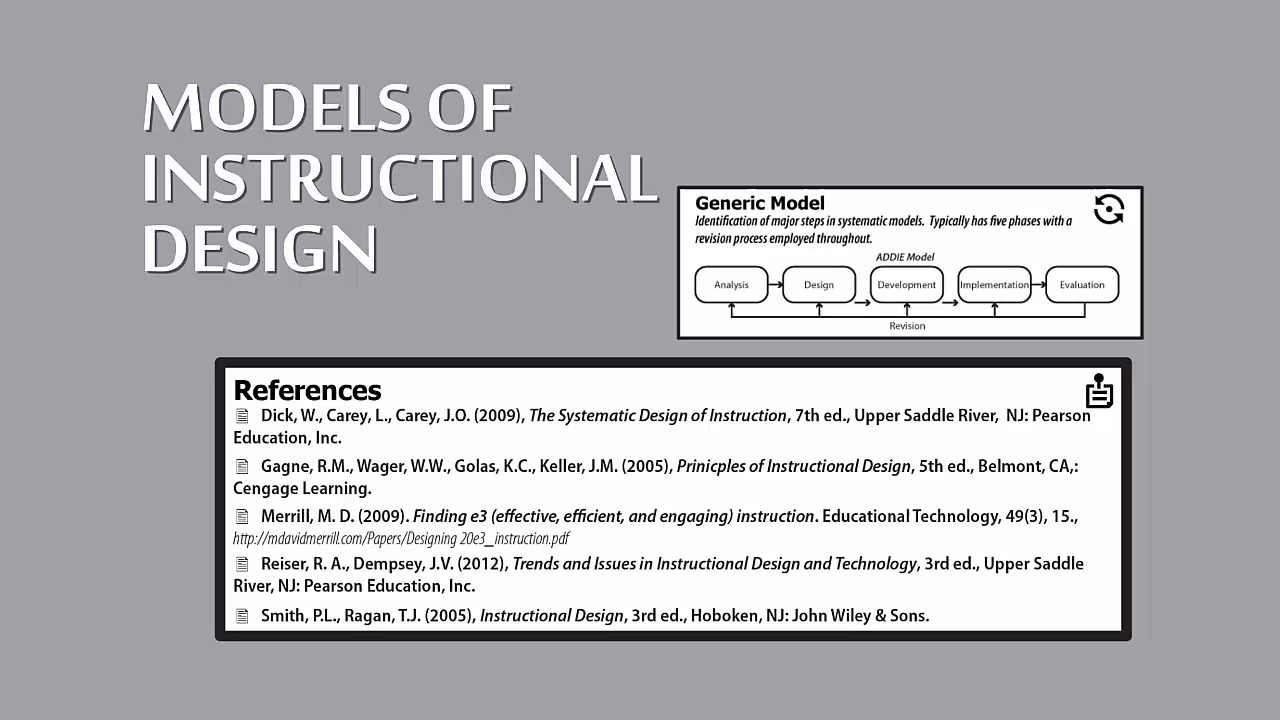 MODELS OF
INSTRUCTIONAL
DESIGN
Generic Model
Identification of major steps in systematic models. Typically has five phases with a
revision process employed throughout.
ADDIE Model
Analysis
Design
Development
Implementation
Evaluation
Revision
References
Dick, W., Carey, L., Carey, J.O. (2009), The Systematic Design of Instruction, 7th ed., Upper Saddle River, NJ: Pearson
Education, Inc.
Gagne, R.M., Wager, W.W., Golas, K.C., Keller, J.M. (2005), Prinicples of Instructional Design, 5th ed., Belmont, CA,:
Cengage Learning.
Merrill, M. D. (2009). Finding e3 (effective, efficient, and engaging) instruction. Educational Technology, 49(3), 15.,
http://mdavidmerrill.com/Papers/Designing 20e3_instruction.pdf
Reiser, R. A., Dempsey, J.V. (2012), Trends and Issues in Instructional Design and Technology, 3rd ed., Upper Saddle
River, NJ: Pearson Education, Inc.
Smith, P.L., Ragan, T.J. (2005), Instructional Design, 3rd ed., Hoboken, NJ: John Wiley & Sons.